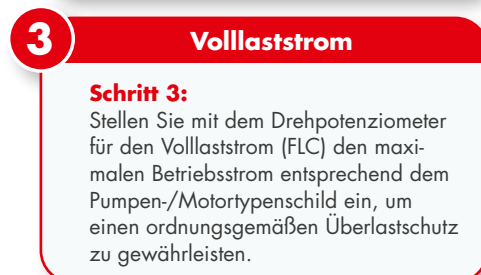 3
Volllaststrom
Schritt 3:
Stellen Sie mit dem Drehpotenziometer
für den Volllaststrom (FLC) den maxi-
malen Betriebsstrom entsprechend dem
Pumpen-/Motortypenschild ein, um
einen ordnungsgemäßen Überlastschutz
zu gewährleisten.